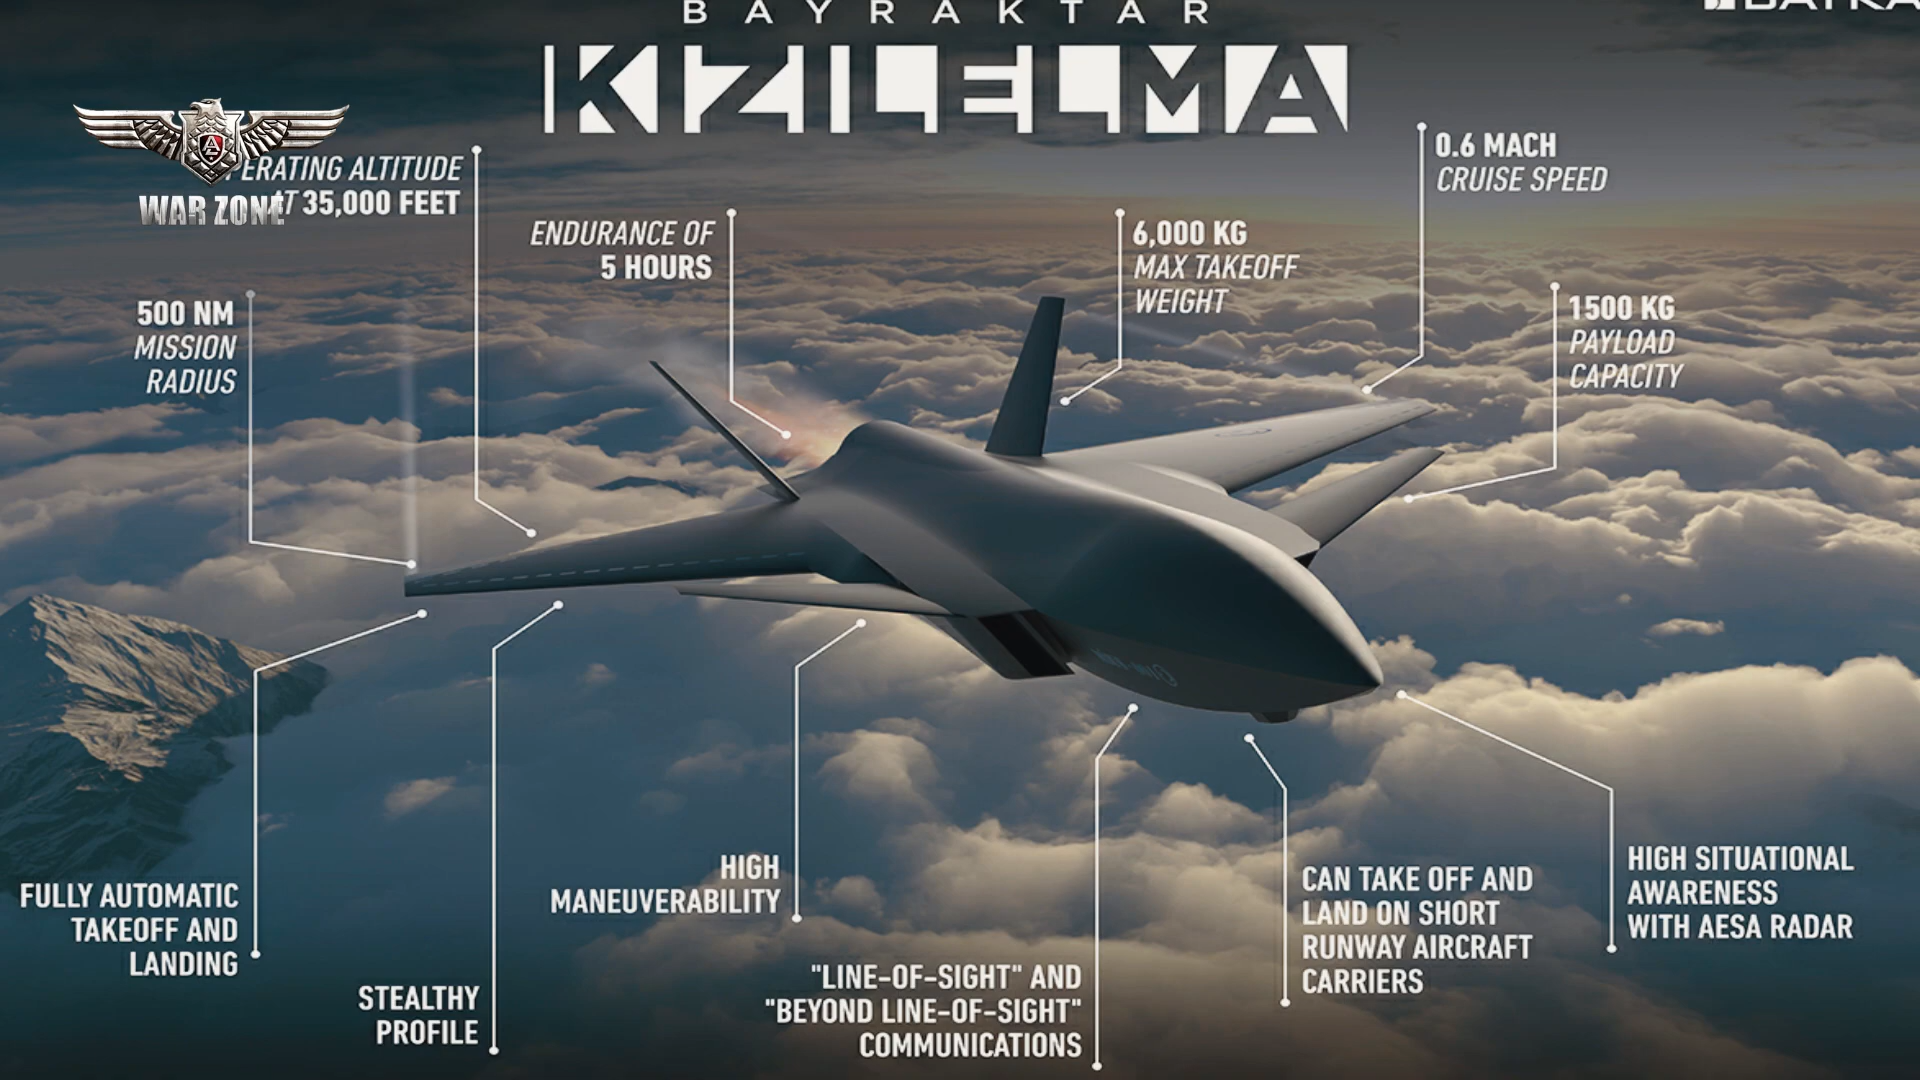 BAYRAKTAR
KIZILELMA
WAR ZONE
ERATING ALTITUDE
AT 35,000 FEET
500 NM
MISSION
RADIUS
ENDURANCE OF
5 HOURS
6,000 KG
MAX TAKEOFF
WEIGHT
0.6 MACH
CRUISE SPEED
1500 KG
PAYLOAD
CAPACITY
FULLY AUTOMATIC
TAKEOFF AND
LANDING
STEALTHY
PROFILE
HIGH
MANEUVERABILITY
"LINE-OF-SIGHT" AND
"BEYOND LINE-OF-SIGHT"
COMMUNICATIONS
CAN TAKE OFF AND
LAND ON SHORT
RUNWAY AIRCRAFT
CARRIERS
HIGH SITUATIONAL
AWARENESS
WITH AESA RADAR